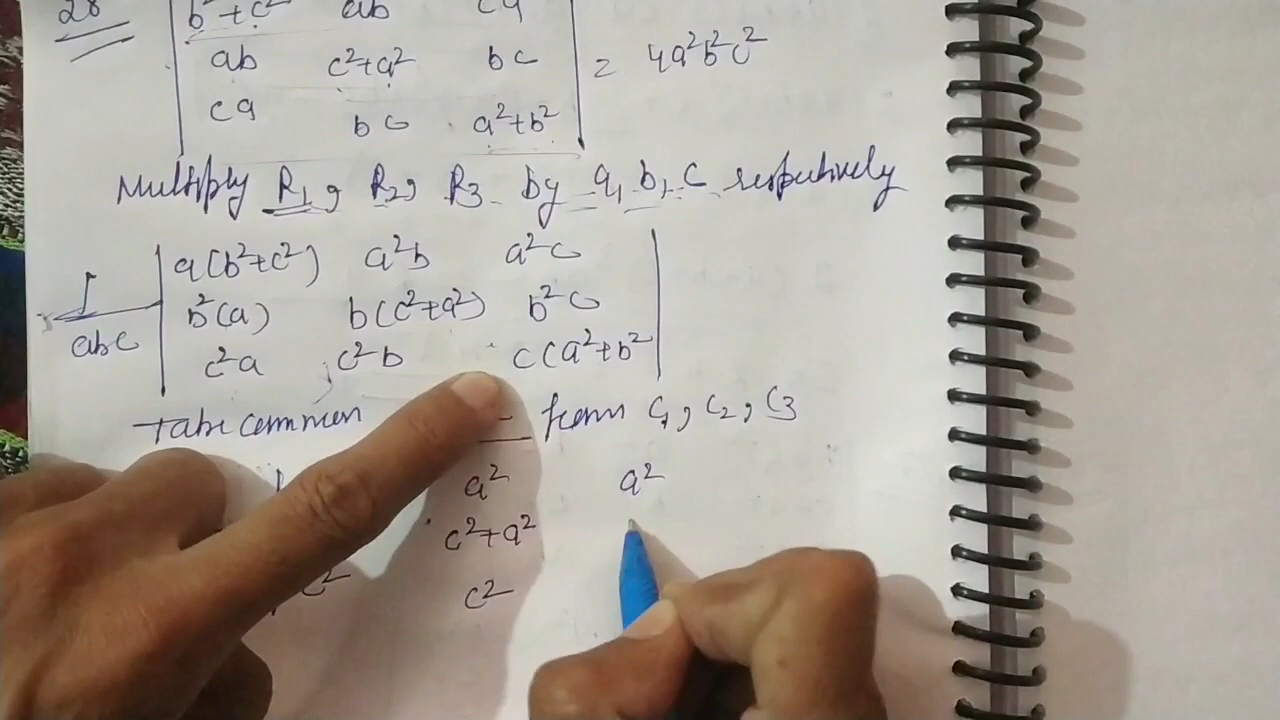 28 b²+c² ab ca
ab c²+a² bc = 4a²b²c²
ca bc a²+b²
Multiply R1, R2, R3 by a, b, c respectively
a(b²+c²) a²b a²c
1/abc b²(a) b(c²+a²) b²c
c²a c²b c(a²+b²
Take common from C1, C2, C3
a² a²
c²+a²
c² c²